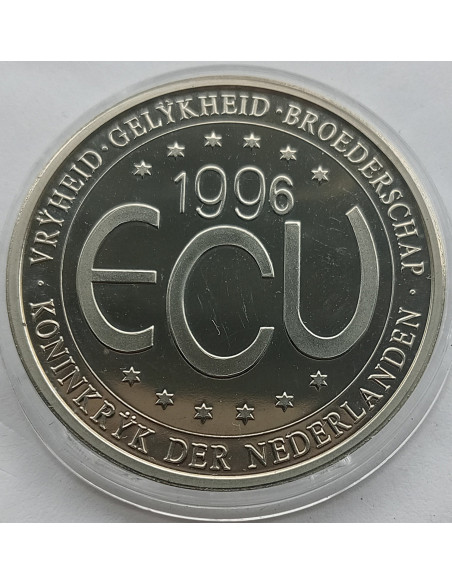 · VRŸHEID · GELŸKHEID · BROEDERSCHAP ·
1996
ECU
KONINKRŸK DER NEDERLANDEN